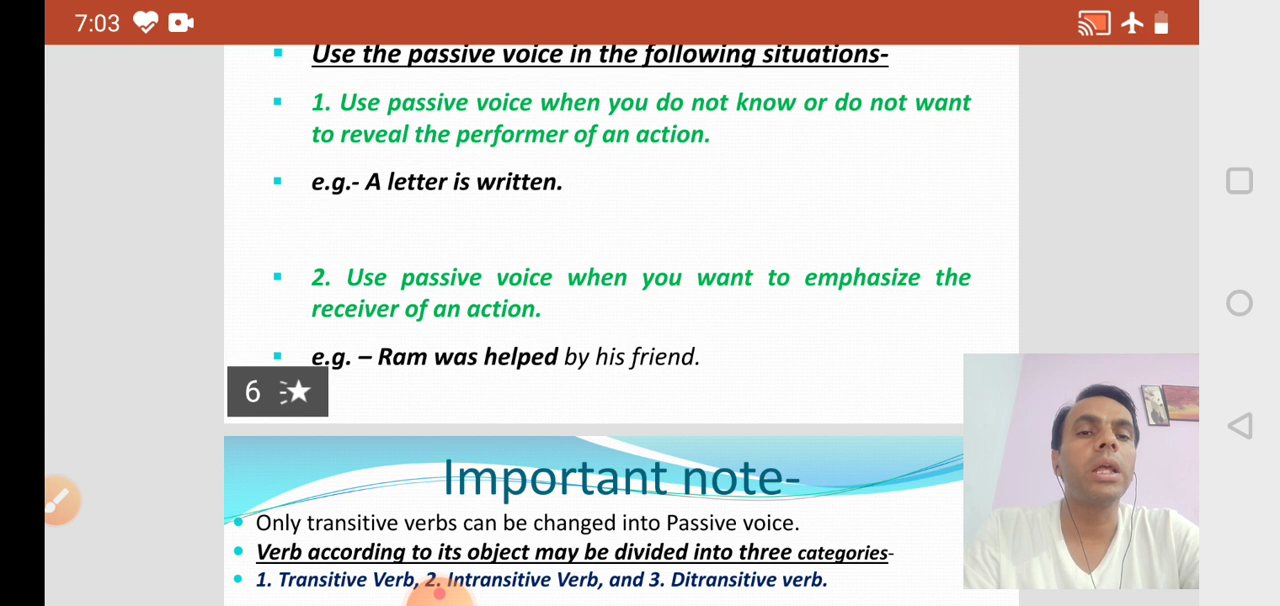 7:03
Use the passive voice in the following situations-
1. Use passive voice when you do not know or do not want
to reveal the performer of an action.
e.g.- A letter is written.
2. Use passive voice when you want to emphasize the
receiver of an action.
e.g. – Ram was helped by his friend.
6
Important note-
Only transitive verbs can be changed into Passive voice.
Verb according to its object may be divided into three categories-
1. Transitive Verb, 2. Intransitive Verb, and 3. Ditransitive verb.